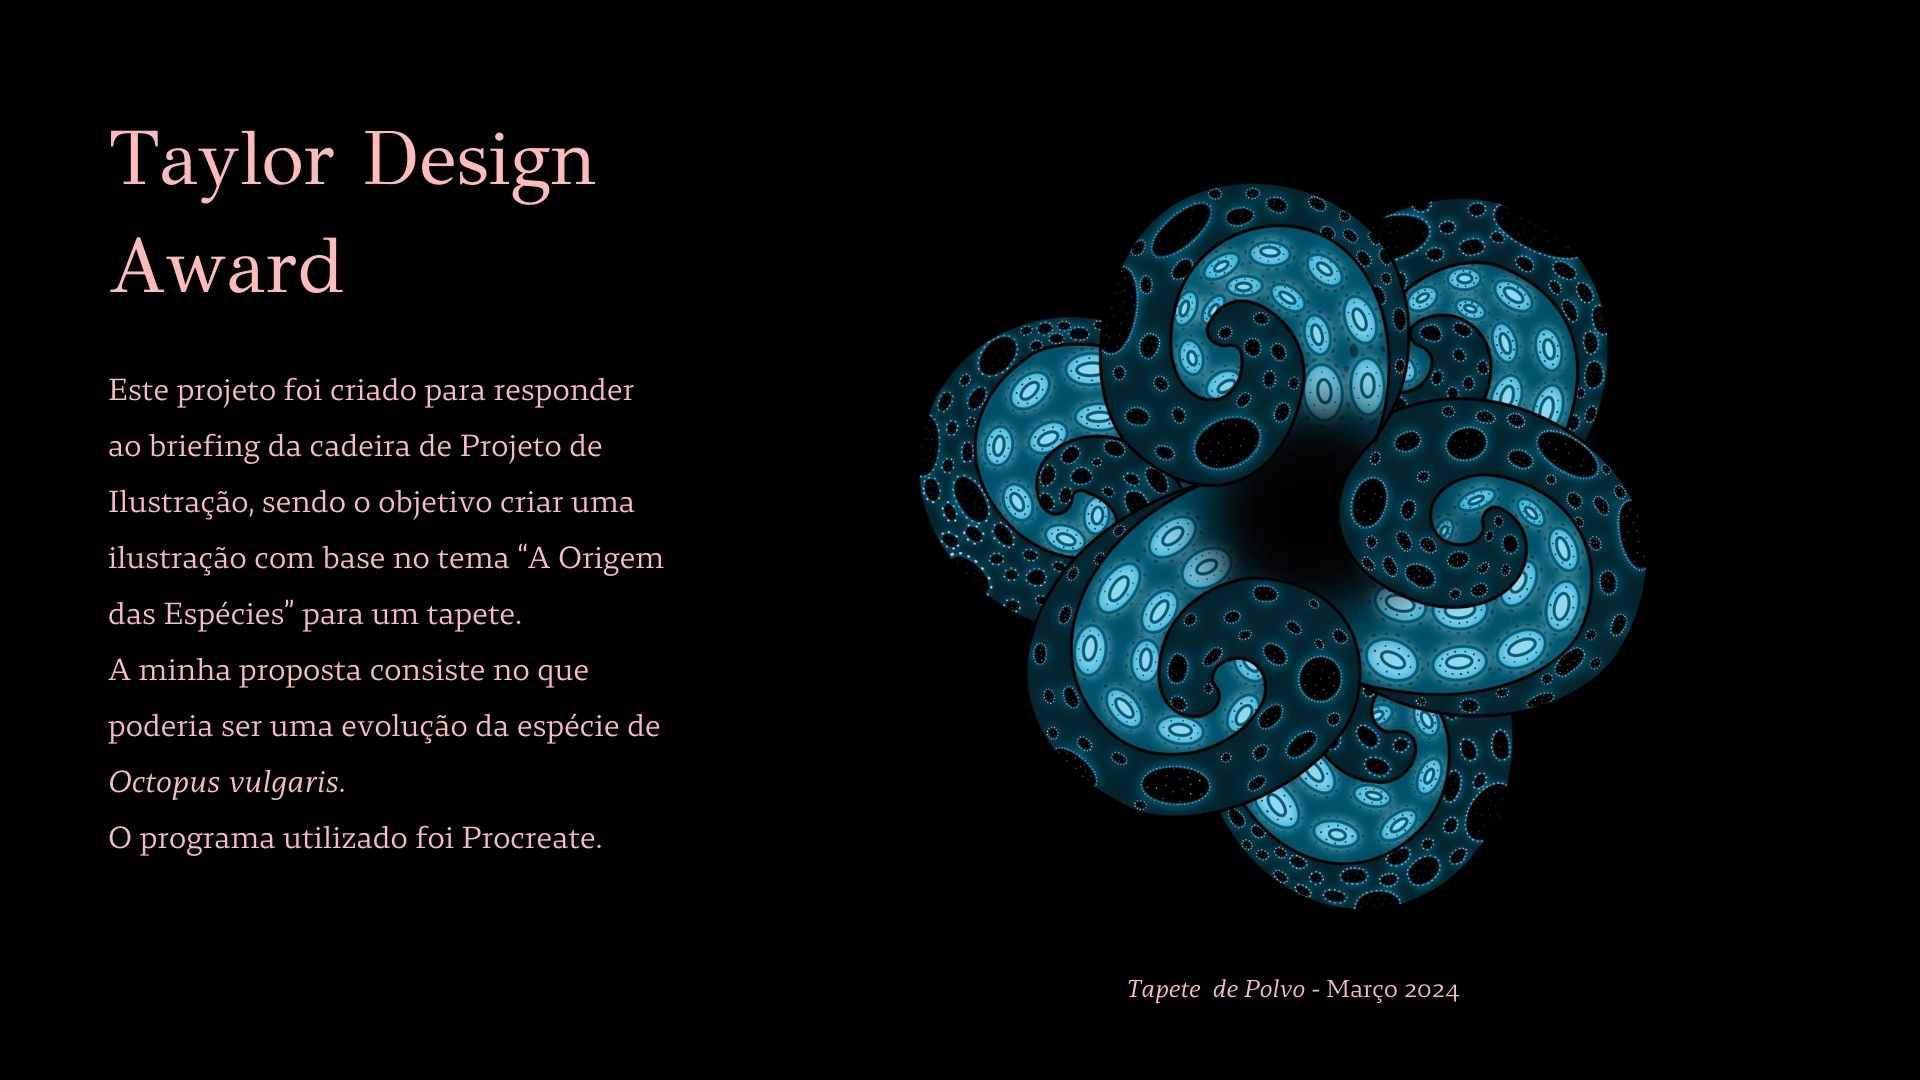 Taylor Design
Award
Este projeto foi criado para responder
ao briefing da cadeira de Projeto de
Ilustração, sendo o objetivo criar uma
ilustração com base no tema “A Origem
das Espécies” para um tapete.
A minha proposta consiste no que
poderia ser uma evolução da espécie de
Octopus vulgaris.
O programa utilizado foi Procreate.
Tapete de Polvo - Março 2024